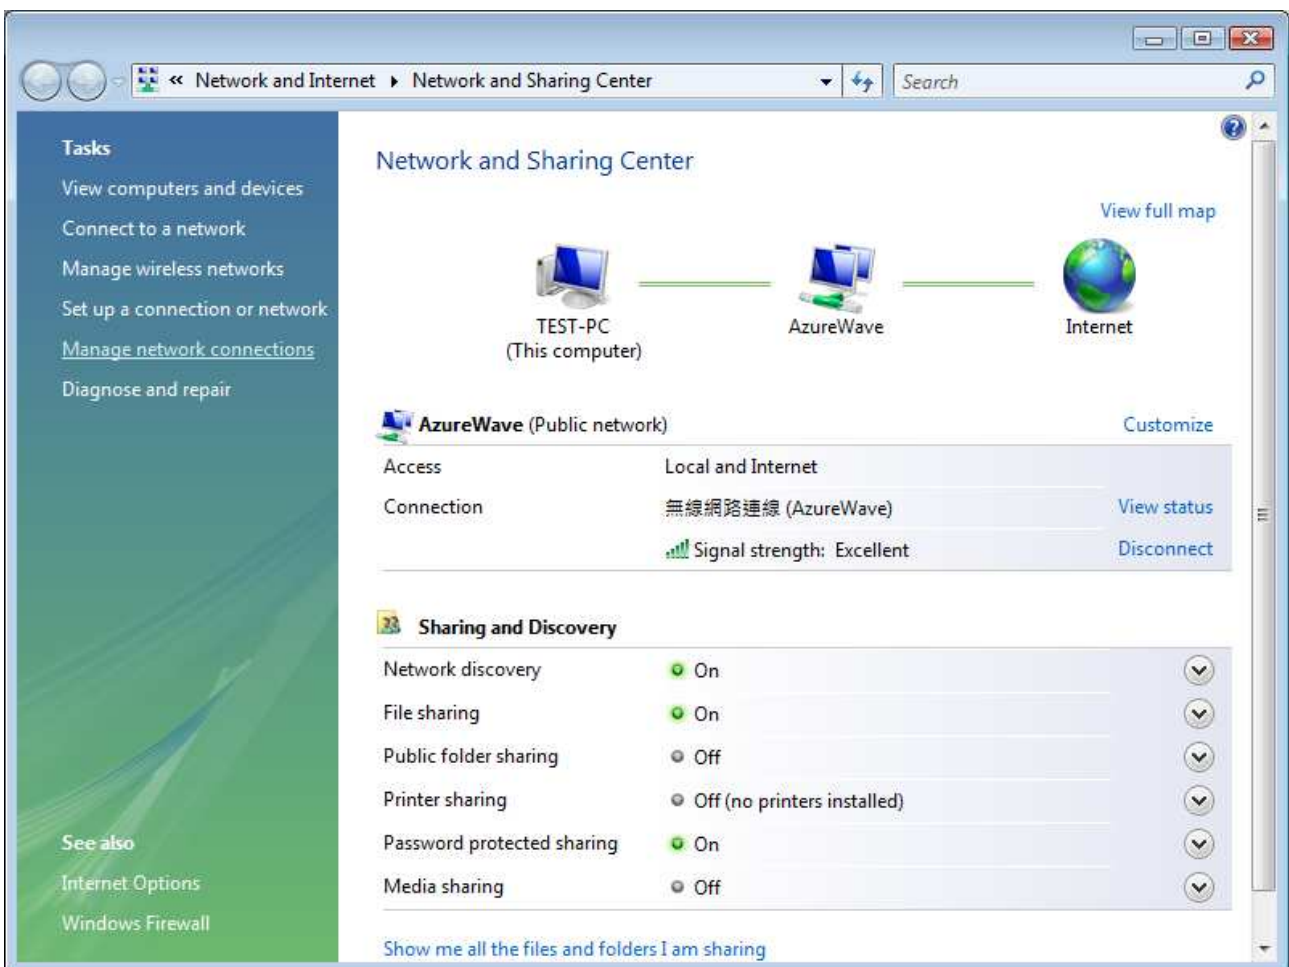 « Network and Internet ▸ Network and Sharing Center
Search
Tasks
View computers and devices
Connect to a network
Manage wireless networks
Set up a connection or network
Manage network connections
Diagnose and repair
See also
Internet Options
Windows Firewall
Network and Sharing Center
View full map
TEST-PC
(This computer)
AzureWave
Internet
AzureWave (Public network) Customize
Access Local and Internet
Connection 無線網路連線 (AzureWave) View status
Signal strength: Excellent Disconnect
Sharing and Discovery
Network discovery On
File sharing On
Public folder sharing Off
Printer sharing Off (no printers installed)
Password protected sharing On
Media sharing Off
Show me all the files and folders I am sharing